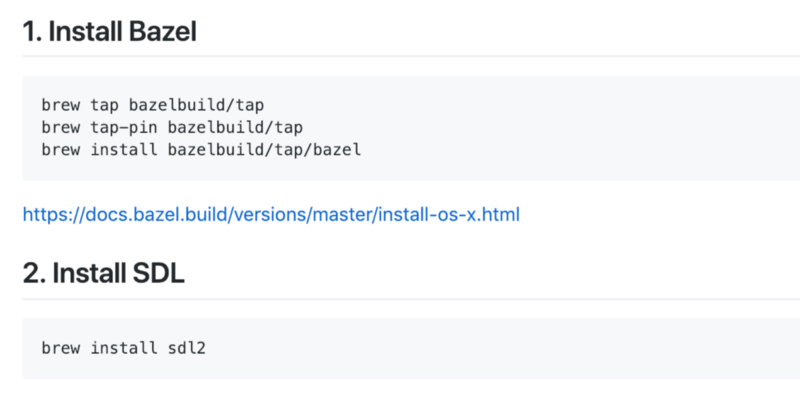 1. Install Bazel
brew tap bazelbuild/tap
brew tap-pin bazelbuild/tap
brew install bazelbuild/tap/bazel
https://docs.bazel.build/versions/master/install-os-x.html
2. Install SDL
brew install sdl2